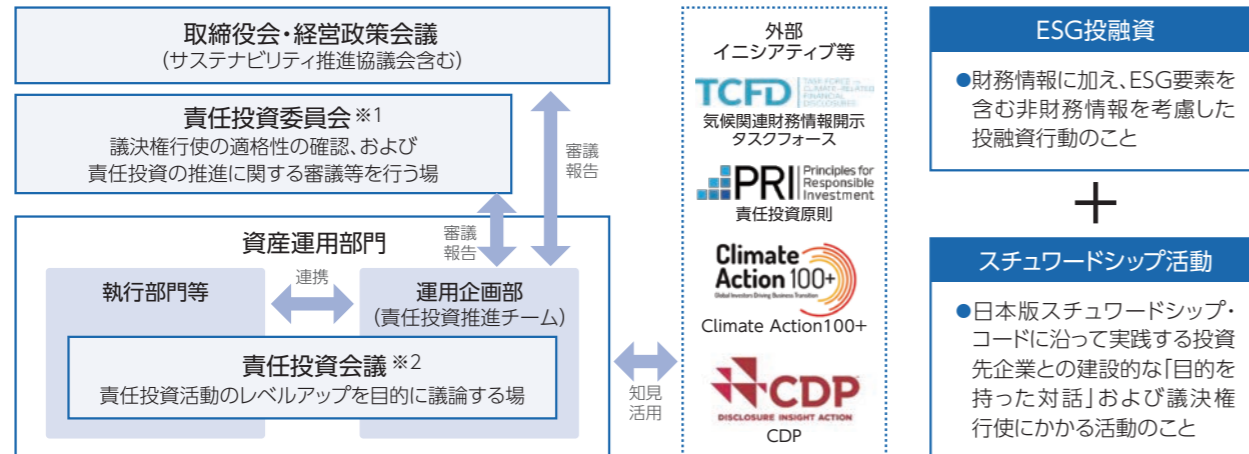 取締役会・経営政策会議
(サステナビリティ推進協議会含む)
責任投資委員会※1
議決権行使の適格性の確認、および
責任投資の推進に関する審議等を行う場
審議
報告
資産運用部門
審議
報告
執行部門等
連携
運用企画部
(責任投資推進チーム)
責任投資会議※2
責任投資活動のレベルアップを目的に議論する場
知見
活用
外部
イニシアティブ等
TCFD
TASK FORCE ON
CLIMATE-RELATED
FINANCIAL
DISCLOSURES
気候関連財務情報開示
タスクフォース
PRI
Principles for
Responsible
Investment
責任投資原則
Climate
Action 100+
Global Investors Driving Business Transition
Climate Action100+
CDP
DISCLOSURE INSIGHT ACTION
CDP
ESG投融資
●財務情報に加え、ESG要素を
含む非財務情報を考慮した
投融資行動のこと
+
スチュワードシップ活動
●日本版スチュワードシップ・
コードに沿って実践する投資
先企業との建設的な「目的を
持った対話」および議決権
行使にかかる活動のこと